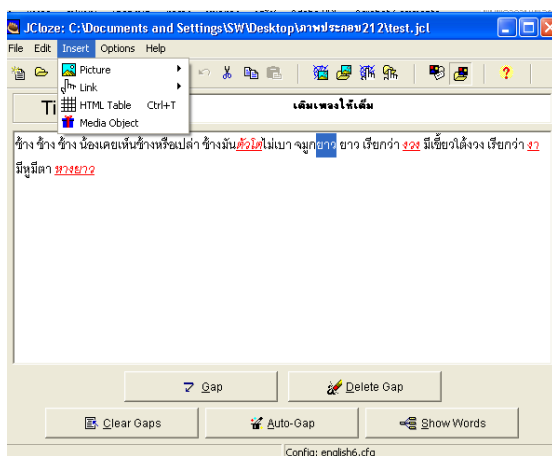 JCloze: C:\Documents and Settings\SW\Desktop\ภาพประกอบ212\test.jcl
File Edit Insert Options Help
Picture
Link
HTML Table Ctrl+T
Media Object
Ti
เติมเพลงให้เต็ม
ช้าง ช้าง ช้าง น้องเคยเห็นช้างหรือเปล่า ช้างมันตัวโตไม่เบา จมูกยาว ยาว เรียกว่า งวง มีเขี้ยวใต้งวง เรียกว่า งา
มีหูมีตา หางยาว
Gap
Delete Gap
Clear Gaps
Auto-Gap
Show Words
Config: english6.cfg